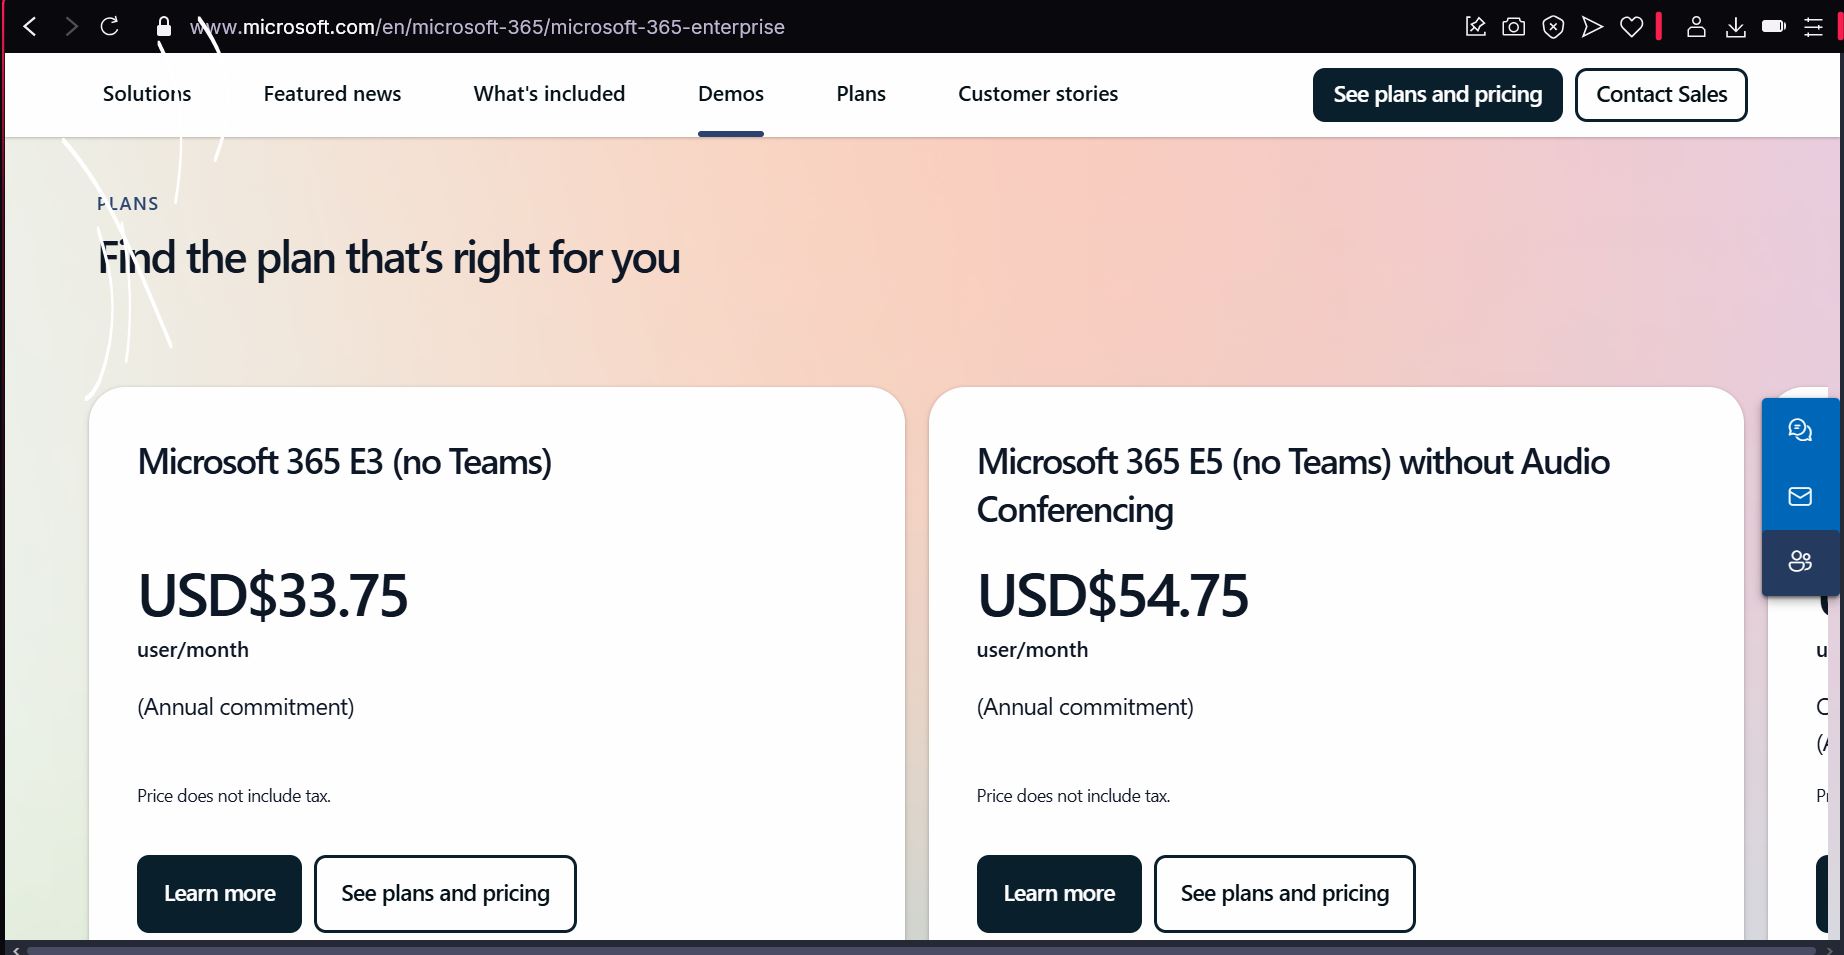 www.microsoft.com/en/microsoft-365/microsoft-365-enterprise
Solutions Featured news What's included Demos Plans Customer stories See plans and pricing Contact Sales
PLANS
Find the plan that's right for you
Microsoft 365 E3 (no Teams)
USD$33.75
user/month
(Annual commitment)
Price does not include tax.
Learn more See plans and pricing
Microsoft 365 E5 (no Teams) without Audio
Conferencing
USD$54.75
user/month
(Annual commitment)
Price does not include tax.
Learn more See plans and pricing